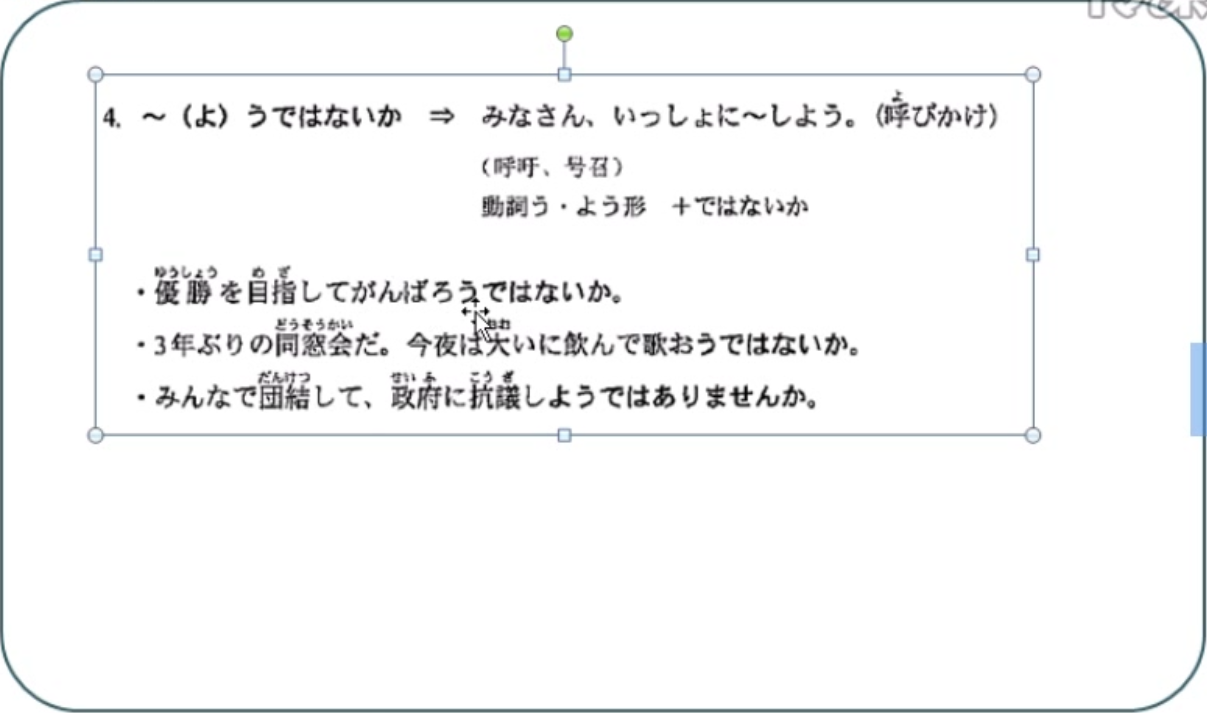 4. ～（よ）うではないか ⇒ みなさん、いっしょに～しよう。（呼びかけ）
（呼吁、号召）
動詞う・よう形 ＋ではないか
・優勝を目指してがんばろうではないか。
・3年ぶりの同窓会だ。今夜は大いに飲んで歌おうではないか。
・みんなで団結して、政府に抗議しようではありませんか。